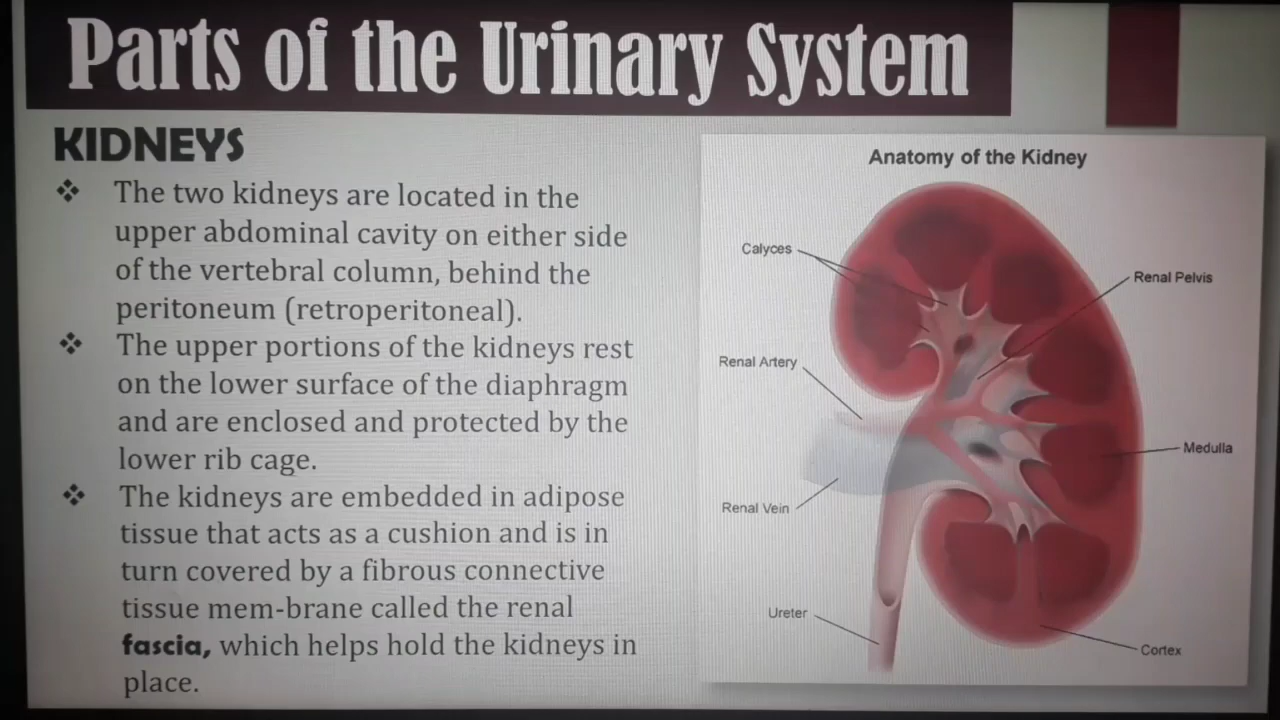 Parts of the Urinary System
KIDNEYS
❖ The two kidneys are located in the
upper abdominal cavity on either side
of the vertebral column, behind the
peritoneum (retroperitoneal).
❖ The upper portions of the kidneys rest
on the lower surface of the diaphragm
and are enclosed and protected by the
lower rib cage.
❖ The kidneys are embedded in adipose
tissue that acts as a cushion and is in
turn covered by a fibrous connective
tissue mem-brane called the renal
fascia, which helps hold the kidneys in
place.
Anatomy of the Kidney
Calyces
Renal Pelvis
Renal Artery
Medulla
Renal Vein
Ureter
Cortex